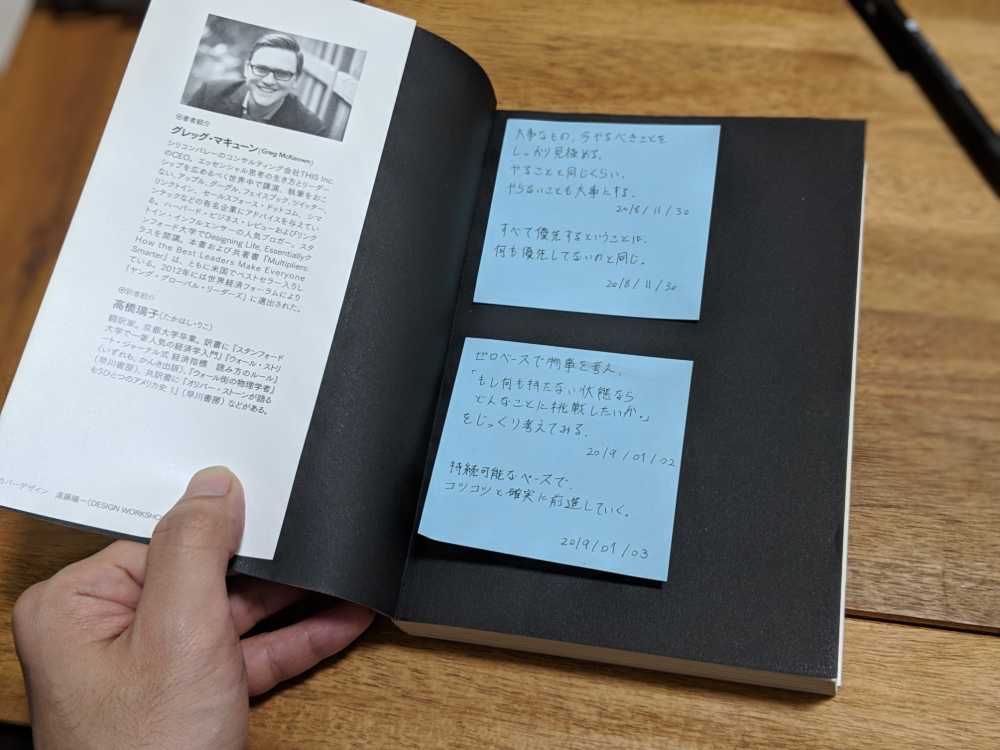 ◎著者紹介
グレッグ・マキューン(Greg McKeown)
シリコンバレーのコンサルティング会社THIS Inc.
のCEO。エッセンシャル思考の生き方とリーダー
シップを広めるべく世界中で講演、執筆をおこ
ない、アップル、グーグル、フェイスブック、ツイッター、
リンクトイン、セールスフォース・ドットコム、シマ
ンテックなどの有名企業にアドバイスを与えてい
る。ハーバード・ビジネス・レビューおよびリンク
トイン・インフルエンサーの人気ブロガー。スタ
ンフォード大学でDesigning Life, Essentiallyク
ラスを開講。本書および共著書「Multipliers:
How the Best Leaders Make Everyone
Smarter」は、ともに米国でベストセラー入りし
ている。2012年には世界経済フォーラムにより
「ヤング・グローバル・リーダーズ」に選出された。
◎訳者紹介
高橋璃子(たかはし・りこ)
翻訳家。京都大学卒業。訳書に『スタンフォード
大学で一番人気の経済学入門』『ウォール・ストリ
ート・ジャーナル式 経済指標 読み方のルール』
(いずれも、かんき出版)、『ウォール街の物理学者』
(早川書房)、共訳書に『オリバー・ストーンが語る
もうひとつのアメリカ史 1』(早川書房)などがある。
カバーデザイン 遠藤陽一(DESIGN WORKSHO
大事なもの、今やるべきことを
しっかり見極める。
やることと同じくらい、
やらないことも大事にする。
2018/11/30
すべて優先するということは、
何も優先してないのと同じ。
2018/11/30
ゼロベースで物事を考え、
「もし何も持たない状態なら
どんなことに挑戦したいか。」
をじっくり考えてみる。
2019/01/02
持続可能なペースで、
コツコツと確実に前進していく。
2019/01/03